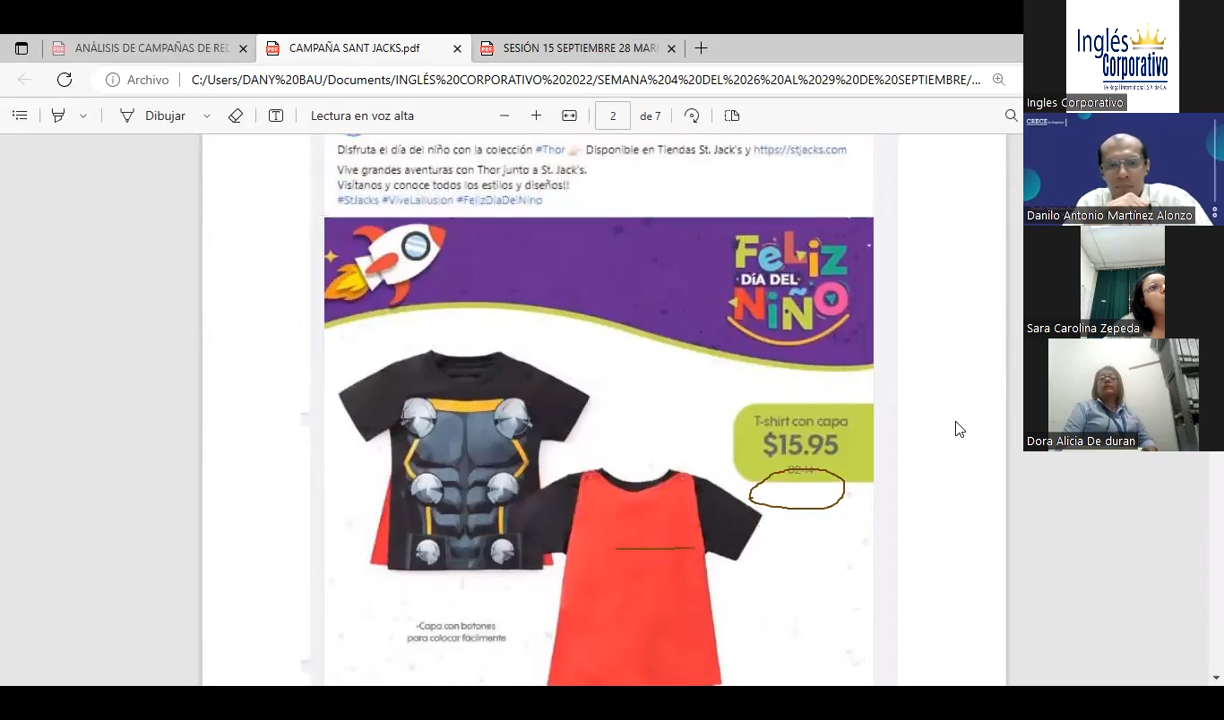 ANÁLISIS DE CAMPAÑAS DE RED
CAMPAÑA SANT JACKS.pdf
SESIÓN 15 SEPTIEMBRE 28 MAR
Archivo
C:/Users/DANY%20BAU/Documents/INGLÉS%20CORPORATIVO%202022/SEMANA%204%20DEL%2026%20AL%2029%20DE%20SEPTIEMBRE/...
Dibujar
Lectura en voz alta
2
de 7
Disfruta el día del niño con la colección #Thor Disponible en Tiendas St. Jack's y https://stjacks.com
Vive grandes aventuras con Thor junto a St. Jack's.
Visítanos y conoce todos los estilos y diseños!!
#StJacks #ViveLaIlusion #FelizDiaDelNino
FELIZ
DÍA DEL
NIÑO
T-shirt con capa
$15.95
02-14
-Capa con botones
para colocar fácilmente
Inglés
Corporativo
Ingles Corporativo
CRECE
Danilo Antonio Martínez Alonzo
Sara Carolina Zepeda
Dora Alicia De duran